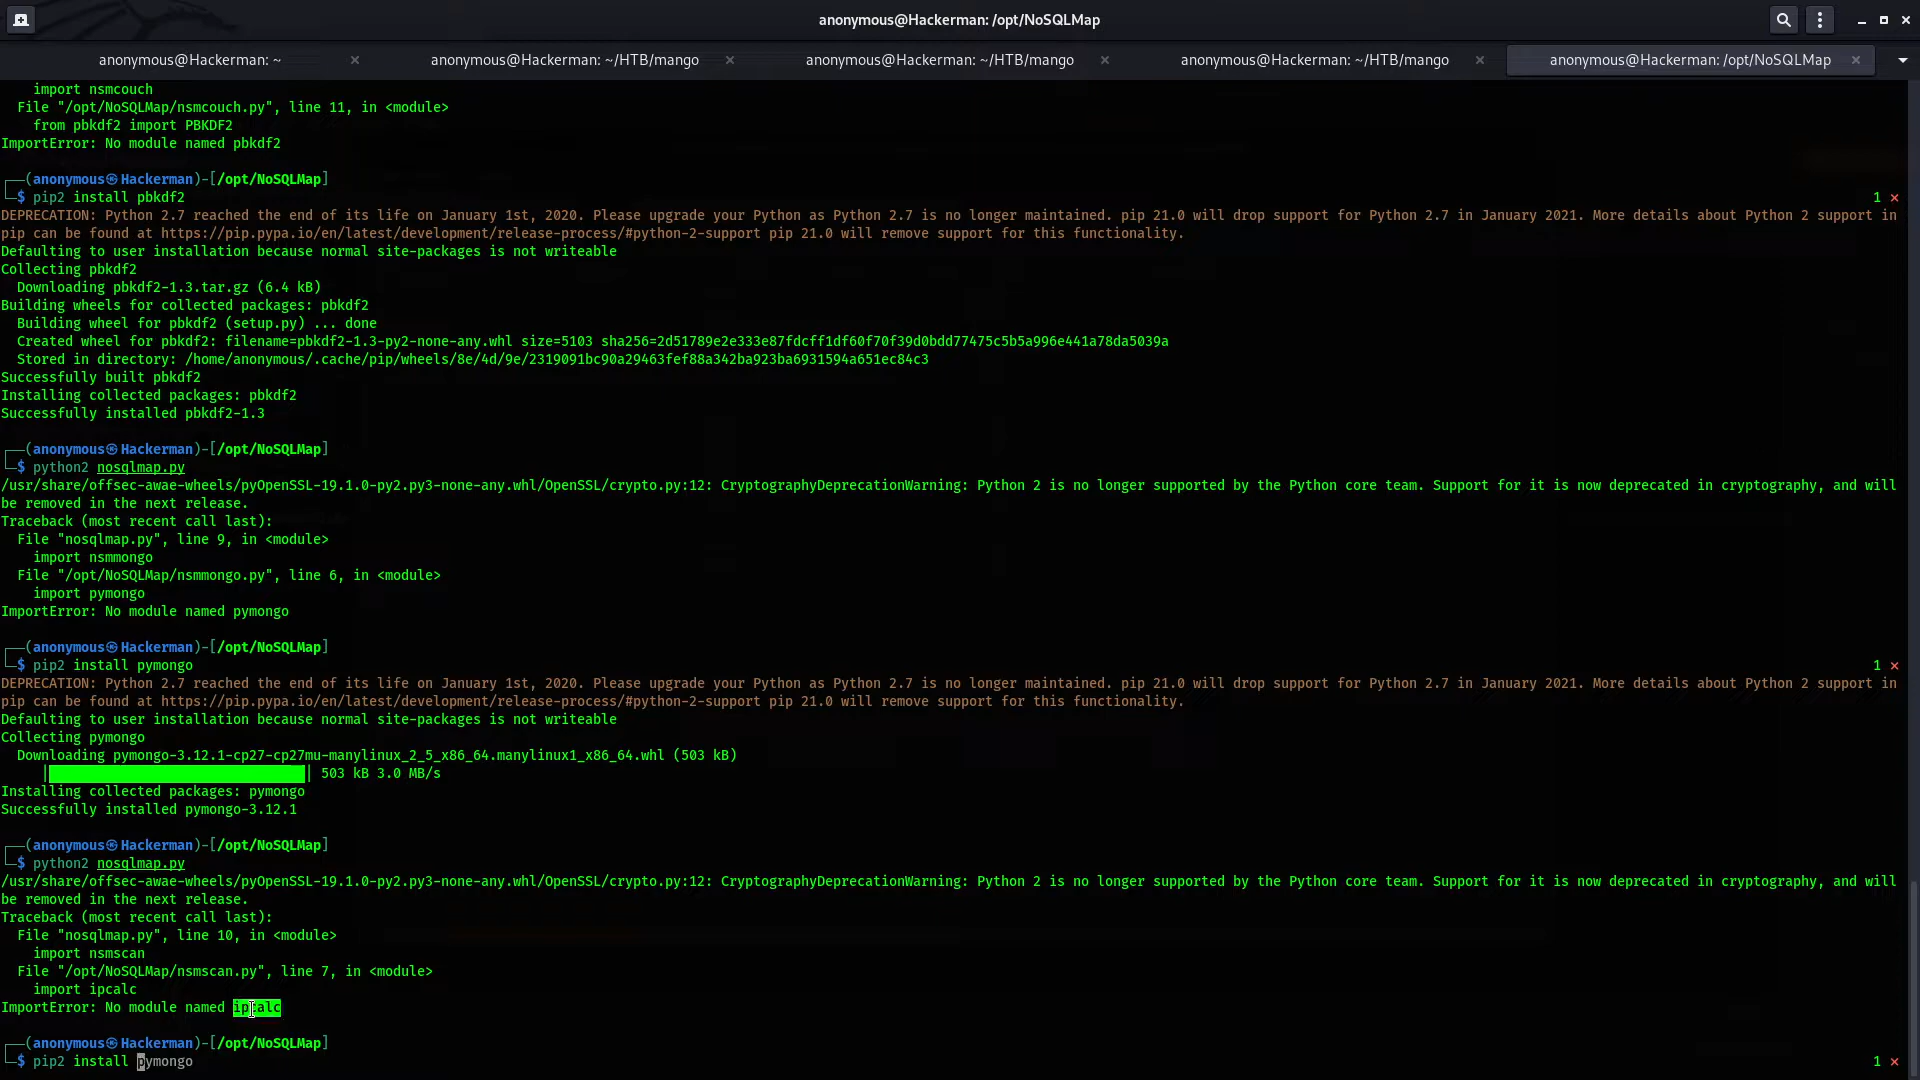 anonymous@Hackerman: /opt/NoSQLMap
anonymous@Hackerman: ~
anonymous@Hackerman: ~/HTB/mango
anonymous@Hackerman: ~/HTB/mango
anonymous@Hackerman: ~/HTB/mango
anonymous@Hackerman: /opt/NoSQLMap
import nsmcouch
File "/opt/NoSQLMap/nsmcouch.py", line 11, in <module>
from pbkdf2 import PBKDF2
ImportError: No module named pbkdf2
┌──(anonymous㉿Hackerman)-[/opt/NoSQLMap]
└─$ pip2 install pbkdf2 1 ⨯
DEPRECATION: Python 2.7 reached the end of its life on January 1st, 2020. Please upgrade your Python as Python 2.7 is no longer maintained. pip 21.0 will drop support for Python 2.7 in January 2021. More details about Python 2 support in
pip can be found at https://pip.pypa.io/en/latest/development/release-process/#python-2-support pip 21.0 will remove support for this functionality.
Defaulting to user installation because normal site-packages is not writeable
Collecting pbkdf2
Downloading pbkdf2-1.3.tar.gz (6.4 kB)
Building wheels for collected packages: pbkdf2
Building wheel for pbkdf2 (setup.py) ... done
Created wheel for pbkdf2: filename=pbkdf2-1.3-py2-none-any.whl size=5103 sha256=2d51789e2e333e87fdcff1df60f70f39d0bdd77475c5b5a996e441a78da5039a
Stored in directory: /home/anonymous/.cache/pip/wheels/8e/4d/9e/2319091bc90a29463fef88a342ba923ba6931594a651ec84c3
Successfully built pbkdf2
Installing collected packages: pbkdf2
Successfully installed pbkdf2-1.3
┌──(anonymous㉿Hackerman)-[/opt/NoSQLMap]
└─$ python2 nosqlmap.py
/usr/share/offsec-awae-wheels/pyOpenSSL-19.1.0-py2.py3-none-any.whl/OpenSSL/crypto.py:12: CryptographyDeprecationWarning: Python 2 is no longer supported by the Python core team. Support for it is now deprecated in cryptography, and will
be removed in the next release.
Traceback (most recent call last):
File "nosqlmap.py", line 9, in <module>
import nsmmongo
File "/opt/NoSQLMap/nsmmongo.py", line 6, in <module>
import pymongo
ImportError: No module named pymongo
┌──(anonymous㉿Hackerman)-[/opt/NoSQLMap]
└─$ pip2 install pymongo 1 ⨯
DEPRECATION: Python 2.7 reached the end of its life on January 1st, 2020. Please upgrade your Python as Python 2.7 is no longer maintained. pip 21.0 will drop support for Python 2.7 in January 2021. More details about Python 2 support in
pip can be found at https://pip.pypa.io/en/latest/development/release-process/#python-2-support pip 21.0 will remove support for this functionality.
Defaulting to user installation because normal site-packages is not writeable
Collecting pymongo
Downloading pymongo-3.12.1-cp27-cp27mu-manylinux_2_5_x86_64.manylinux1_x86_64.whl (503 kB)
|████████████████████████████████| 503 kB 3.0 MB/s
Installing collected packages: pymongo
Successfully installed pymongo-3.12.1
┌──(anonymous㉿Hackerman)-[/opt/NoSQLMap]
└─$ python2 nosqlmap.py
/usr/share/offsec-awae-wheels/pyOpenSSL-19.1.0-py2.py3-none-any.whl/OpenSSL/crypto.py:12: CryptographyDeprecationWarning: Python 2 is no longer supported by the Python core team. Support for it is now deprecated in cryptography, and will
be removed in the next release.
Traceback (most recent call last):
File "nosqlmap.py", line 10, in <module>
import nsmscan
File "/opt/NoSQLMap/nsmscan.py", line 7, in <module>
import ipcalc
ImportError: No module named ipcalc
┌──(anonymous㉿Hackerman)-[/opt/NoSQLMap]
└─$ pip2 install pymongo 1 ⨯